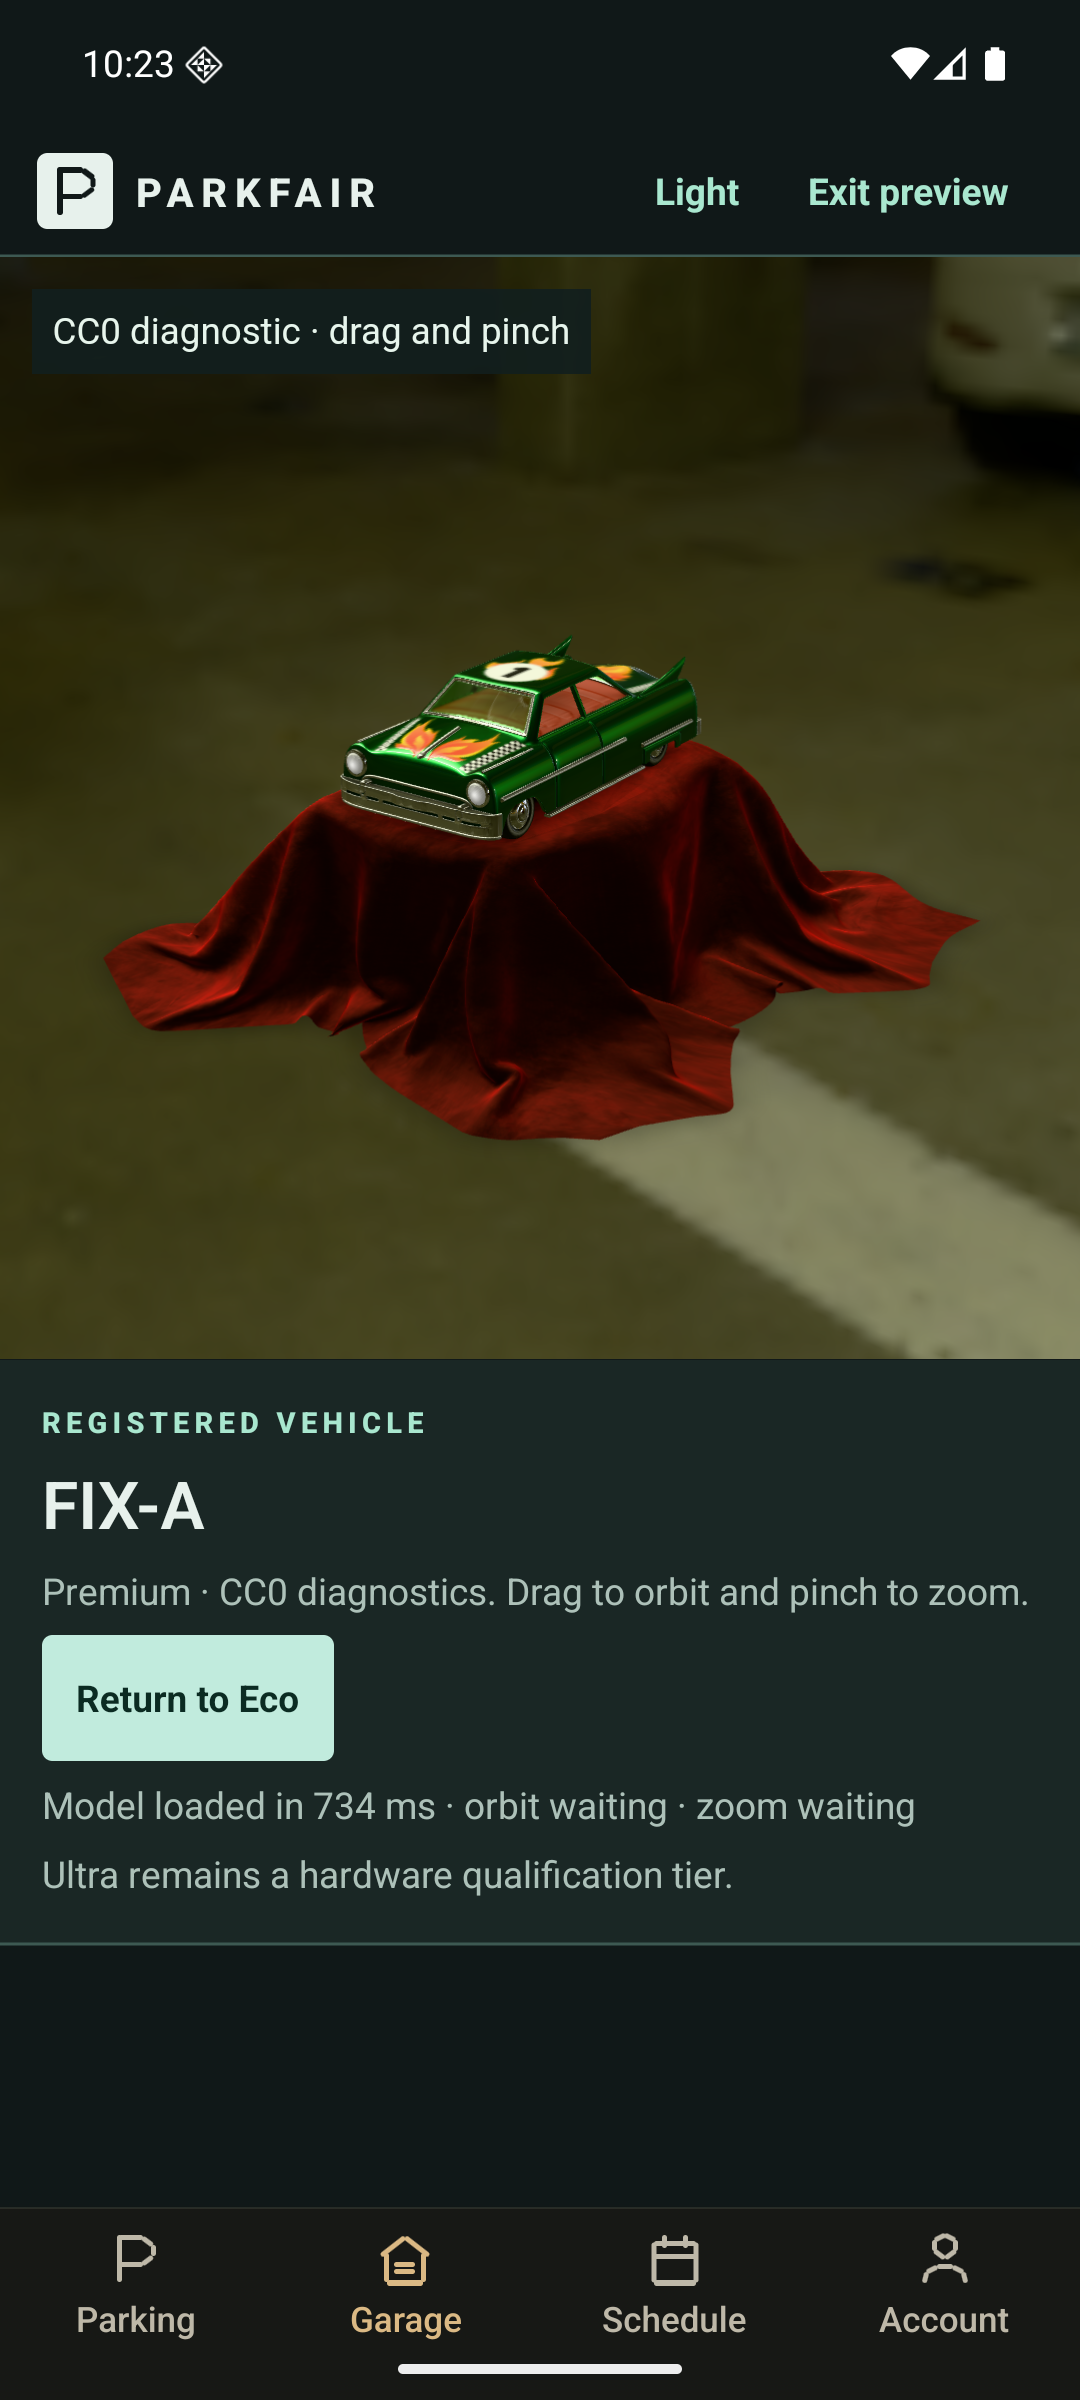 10:23
PARKFAIR
Light
Exit preview
CC0 diagnostic · drag and pinch
1
REGISTERED VEHICLE
FIX-A
Premium · CC0 diagnostics. Drag to orbit and pinch to zoom.
Return to Eco
Model loaded in 734 ms · orbit waiting · zoom waiting
Ultra remains a hardware qualification tier.
Parking
Garage
Schedule
Account